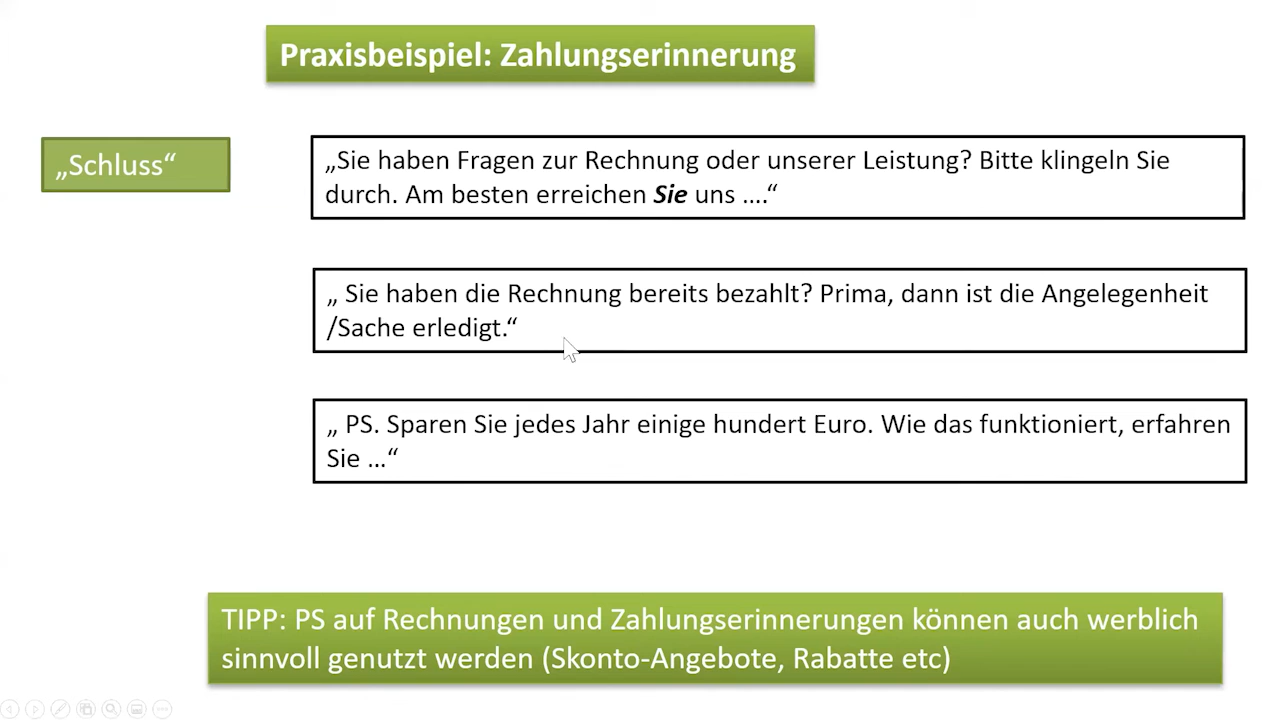 Praxisbeispiel: Zahlungserinnerung
„Schluss“
„Sie haben Fragen zur Rechnung oder unserer Leistung? Bitte klingeln Sie
durch. Am besten erreichen Sie uns ….“
„ Sie haben die Rechnung bereits bezahlt? Prima, dann ist die Angelegenheit
/Sache erledigt.“
„ PS. Sparen Sie jedes Jahr einige hundert Euro. Wie das funktioniert, erfahren
Sie …“
TIPP: PS auf Rechnungen und Zahlungserinnerungen können auch werblich
sinnvoll genutzt werden (Skonto-Angebote, Rabatte etc)